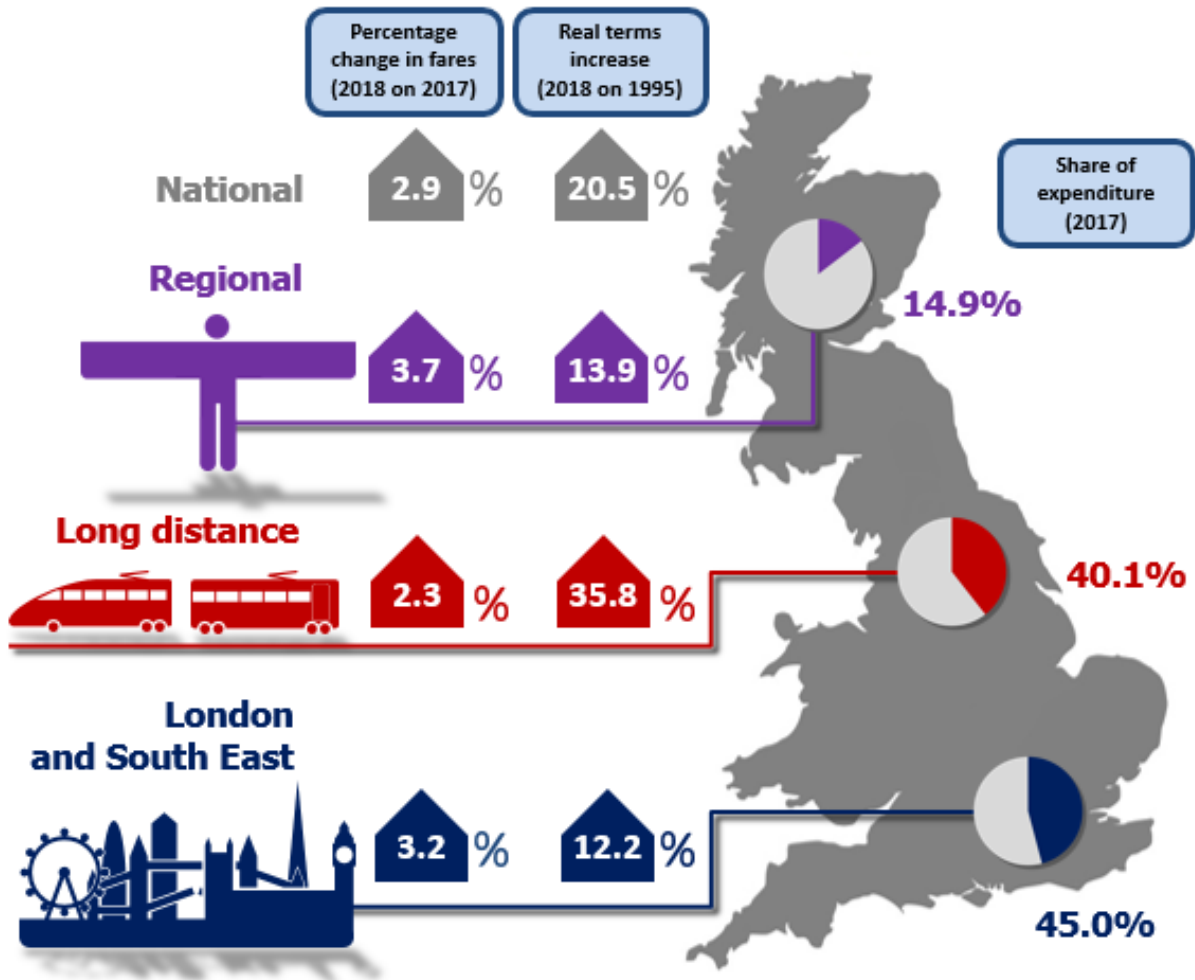 Percentage
change in fares
(2018 on 2017)
Real terms
increase
(2018 on 1995)
National
2.9 %
20.5 %
Share of
expenditure
(2017)
Regional
3.7 %
13.9 %
14.9%
Long distance
2.3 %
35.8 %
40.1%
London
and South East
3.2 %
12.2 %
45.0%